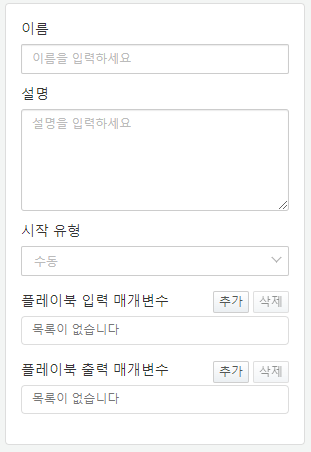 이름
이름을 입력하세요
설명
설명을 입력하세요
시작 유형
수동
플레이북 입력 매개변수 추가 삭제
목록이 없습니다
플레이북 출력 매개변수 추가 삭제
목록이 없습니다